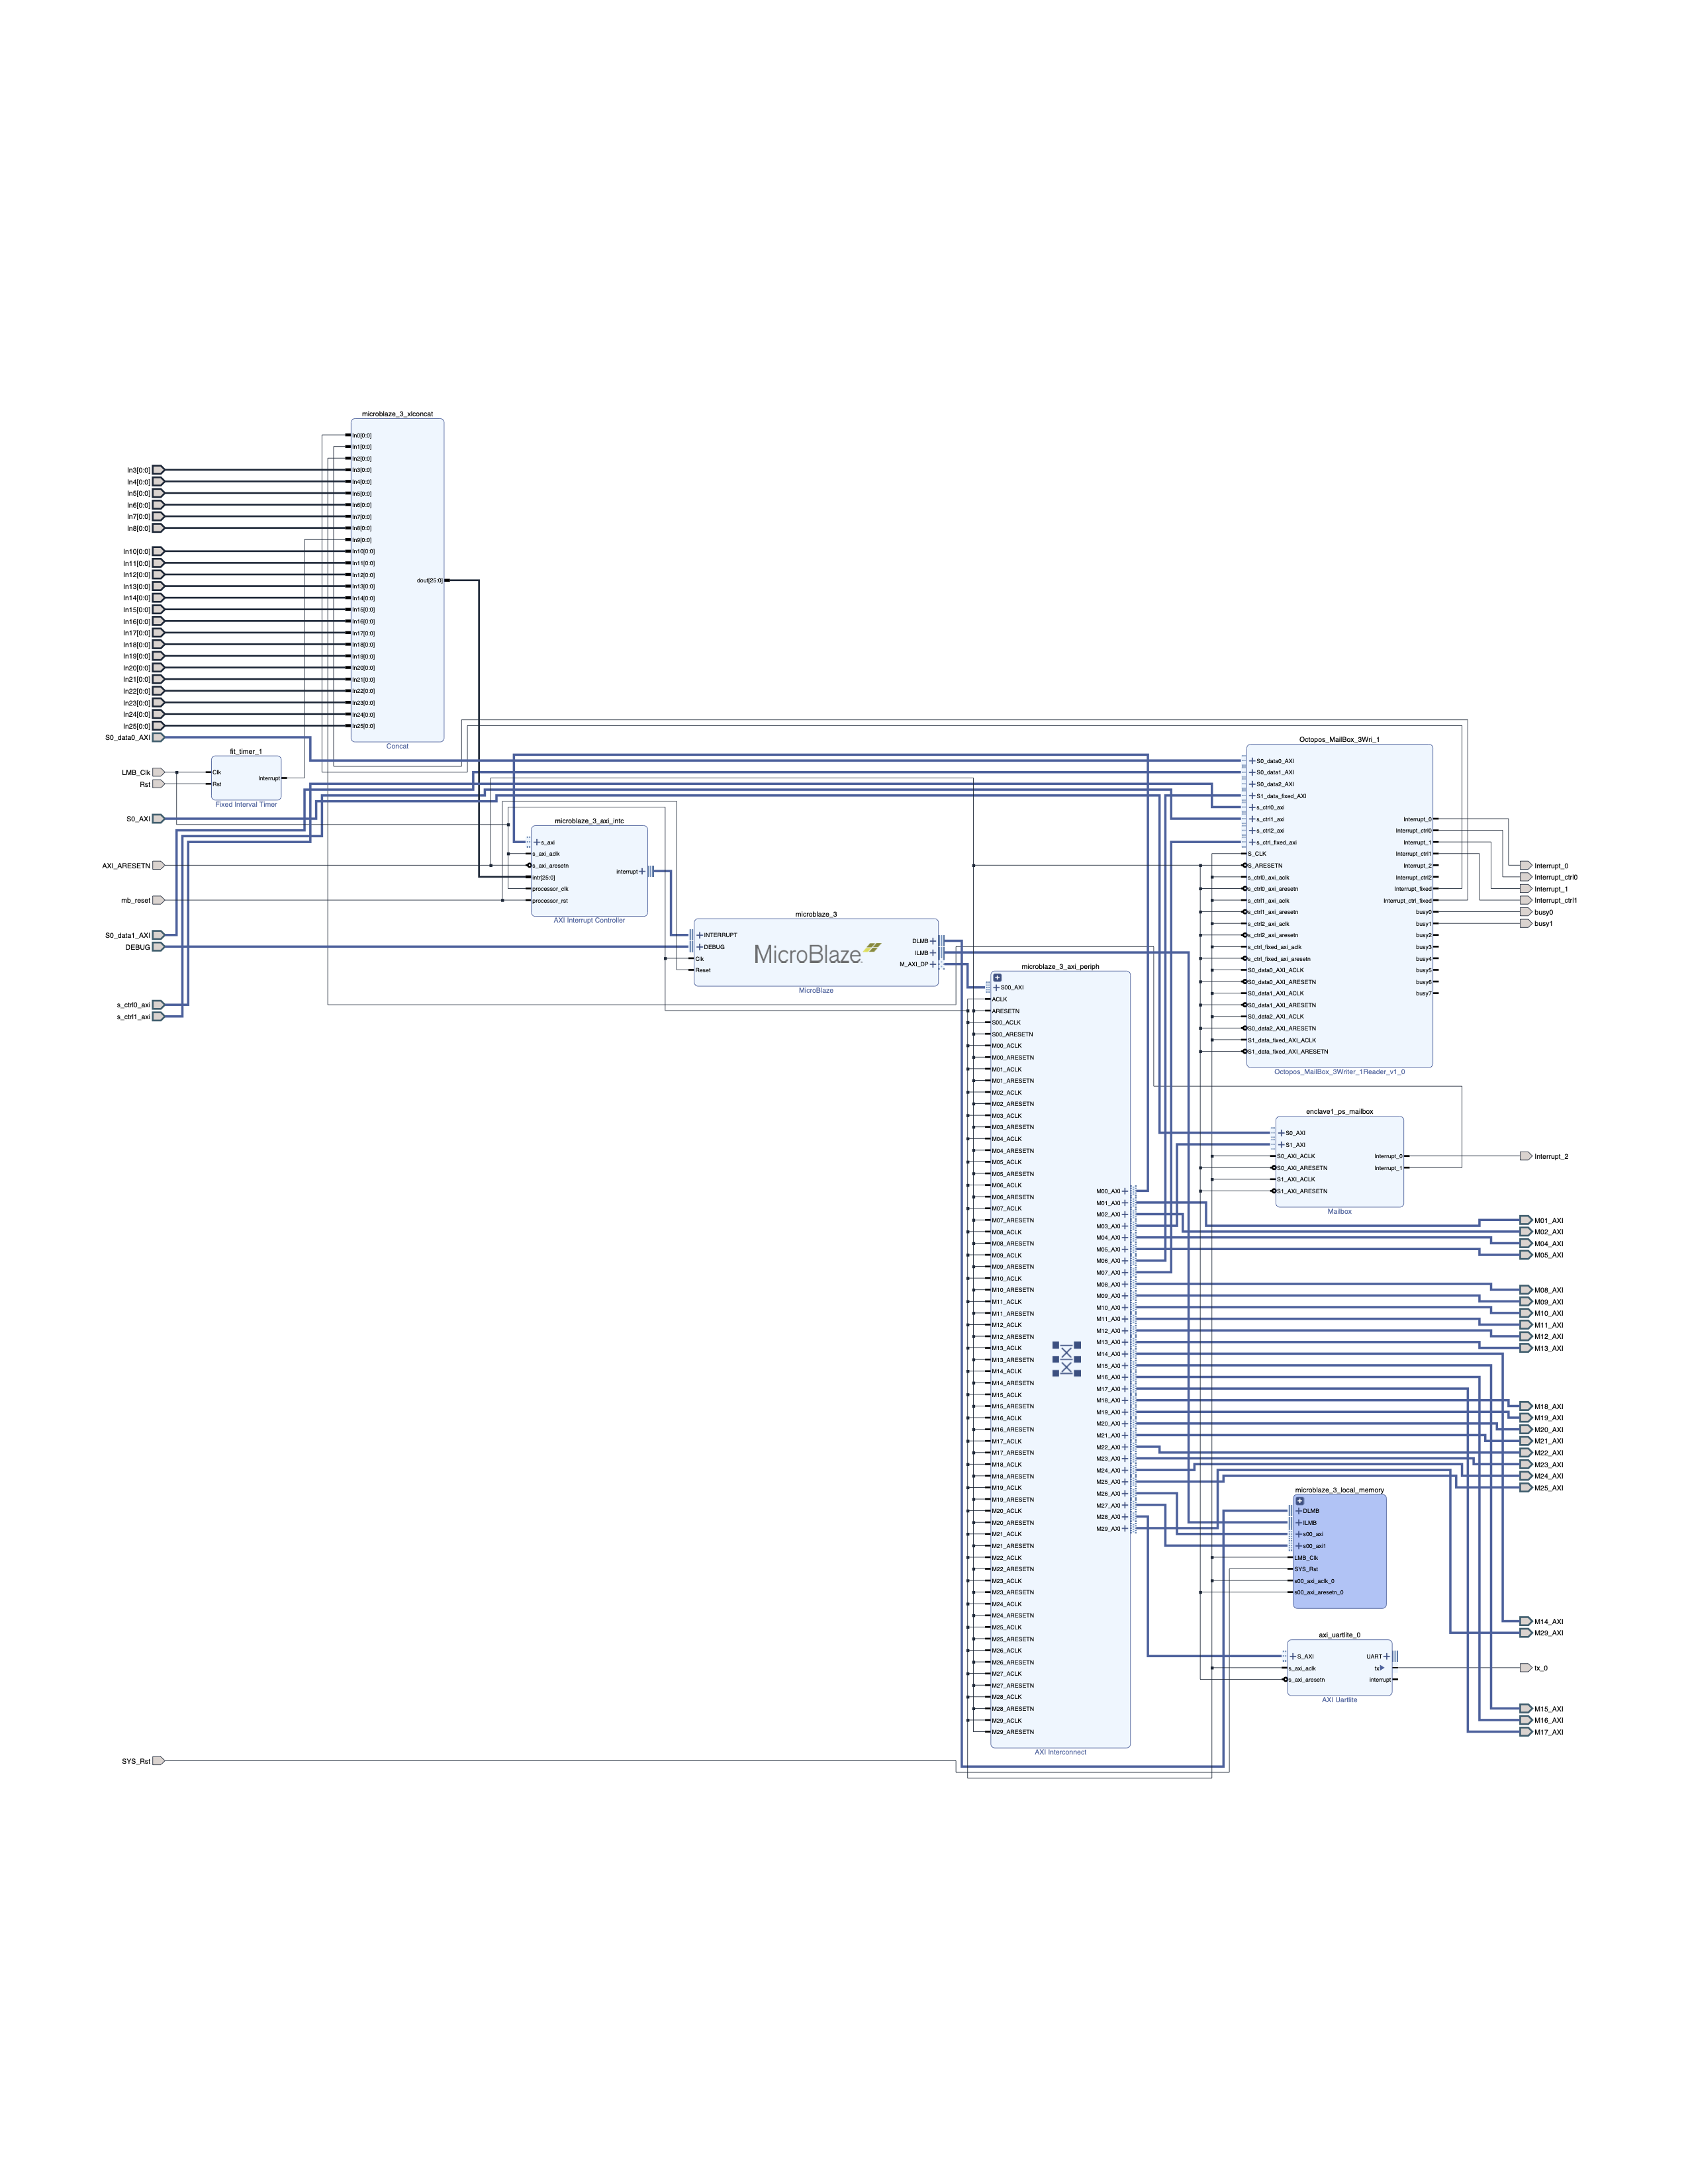 microblaze_3_xlconcat
In0[0:0]
In1[0:0]
In2[0:0]
In3[0:0]
In4[0:0]
In5[0:0]
In6[0:0]
In7[0:0]
In8[0:0]
In9[0:0]
In10[0:0]
In11[0:0]
In12[0:0]
In13[0:0]
In14[0:0]
In15[0:0]
In16[0:0]
In17[0:0]
In18[0:0]
In19[0:0]
In20[0:0]
In21[0:0]
In22[0:0]
In23[0:0]
In24[0:0]
In25[0:0]
dout[25:0]
Concat
In3[0:0]
In4[0:0]
In5[0:0]
In6[0:0]
In7[0:0]
In8[0:0]
In10[0:0]
In11[0:0]
In12[0:0]
In13[0:0]
In14[0:0]
In15[0:0]
In16[0:0]
In17[0:0]
In18[0:0]
In19[0:0]
In20[0:0]
In21[0:0]
In22[0:0]
In23[0:0]
In24[0:0]
In25[0:0]
S0_data0_AXI
LMB_Clk
Rst
S0_AXI
AXI_ARESETN
mb_reset
S0_data1_AXI
DEBUG
s_ctrl0_axi
s_ctrl1_axi
SYS_Rst
fit_timer_1
Clk
Rst
Interrupt
Fixed Interval Timer
microblaze_3_axi_intc
s_axi
s_axi_aclk
s_axi_aresetn
intr[25:0]
processor_clk
processor_rst
interrupt
AXI Interrupt Controller
microblaze_3
INTERRUPT
DEBUG
Clk
Reset
MicroBlaze
DLMB
ILMB
M_AXI_DP
MicroBlaze
microblaze_3_axi_periph
S00_AXI
ACLK
ARESETN
S00_ACLK
S00_ARESETN
M00_ACLK
M00_ARESETN
M01_ACLK
M01_ARESETN
M02_ACLK
M02_ARESETN
M03_ACLK
M03_ARESETN
M04_ACLK
M04_ARESETN
M05_ACLK
M05_ARESETN
M06_ACLK
M06_ARESETN
M07_ACLK
M07_ARESETN
M08_ACLK
M08_ARESETN
M09_ACLK
M09_ARESETN
M10_ACLK
M10_ARESETN
M11_ACLK
M11_ARESETN
M12_ACLK
M12_ARESETN
M13_ACLK
M13_ARESETN
M14_ACLK
M14_ARESETN
M15_ACLK
M15_ARESETN
M16_ACLK
M16_ARESETN
M17_ACLK
M17_ARESETN
M18_ACLK
M18_ARESETN
M19_ACLK
M19_ARESETN
M20_ACLK
M20_ARESETN
M21_ACLK
M21_ARESETN
M22_ACLK
M22_ARESETN
M23_ACLK
M23_ARESETN
M24_ACLK
M24_ARESETN
M25_ACLK
M25_ARESETN
M26_ACLK
M26_ARESETN
M27_ACLK
M27_ARESETN
M28_ACLK
M28_ARESETN
M29_ACLK
M29_ARESETN
M00_AXI
M01_AXI
M02_AXI
M03_AXI
M04_AXI
M05_AXI
M06_AXI
M07_AXI
M08_AXI
M09_AXI
M10_AXI
M11_AXI
M12_AXI
M13_AXI
M14_AXI
M15_AXI
M16_AXI
M17_AXI
M18_AXI
M19_AXI
M20_AXI
M21_AXI
M22_AXI
M23_AXI
M24_AXI
M25_AXI
M26_AXI
M27_AXI
M28_AXI
M29_AXI
AXI Interconnect
Octopos_MailBox_3Wri_1
S0_data0_AXI
S0_data1_AXI
S0_data2_AXI
S1_data_fixed_AXI
s_ctrl0_axi
s_ctrl1_axi
s_ctrl2_axi
s_ctrl_fixed_axi
S_CLK
S_ARESETN
s_ctrl0_axi_aclk
s_ctrl0_axi_aresetn
s_ctrl1_axi_aclk
s_ctrl1_axi_aresetn
s_ctrl2_axi_aclk
s_ctrl2_axi_aresetn
s_ctrl_fixed_axi_aclk
s_ctrl_fixed_axi_aresetn
S0_data0_AXI_ACLK
S0_data0_AXI_ARESETN
S0_data1_AXI_ACLK
S0_data1_AXI_ARESETN
S0_data2_AXI_ACLK
S0_data2_AXI_ARESETN
S1_data_fixed_AXI_ACLK
S1_data_fixed_AXI_ARESETN
Interrupt_0
Interrupt_ctrl0
Interrupt_1
Interrupt_ctrl1
Interrupt_2
Interrupt_ctrl2
Interrupt_fixed
Interrupt_ctrl_fixed
busy0
busy1
busy2
busy3
busy4
busy5
busy6
busy7
Octopos_MailBox_3Writer_1Reader_v1_0
Interrupt_0
Interrupt_ctrl0
Interrupt_1
Interrupt_ctrl1
busy0
busy1
enclave1_ps_mailbox
S0_AXI
S1_AXI
S0_AXI_ACLK
S0_AXI_ARESETN
S1_AXI_ACLK
S1_AXI_ARESETN
Interrupt_0
Interrupt_1
Mailbox
Interrupt_2
M01_AXI
M02_AXI
M04_AXI
M05_AXI
M08_AXI
M09_AXI
M10_AXI
M11_AXI
M12_AXI
M13_AXI
M18_AXI
M19_AXI
M20_AXI
M21_AXI
M22_AXI
M23_AXI
M24_AXI
M25_AXI
microblaze_3_local_memory
DLMB
ILMB
s00_axi
s00_axi1
LMB_Clk
SYS_Rst
s00_axi_aclk_0
s00_axi_aresetn_0
M14_AXI
M29_AXI
axi_uartlite_0
S_AXI
s_axi_aclk
s_axi_aresetn
UART
tx
interrupt
AXI Uartlite
tx_0
M15_AXI
M16_AXI
M17_AXI